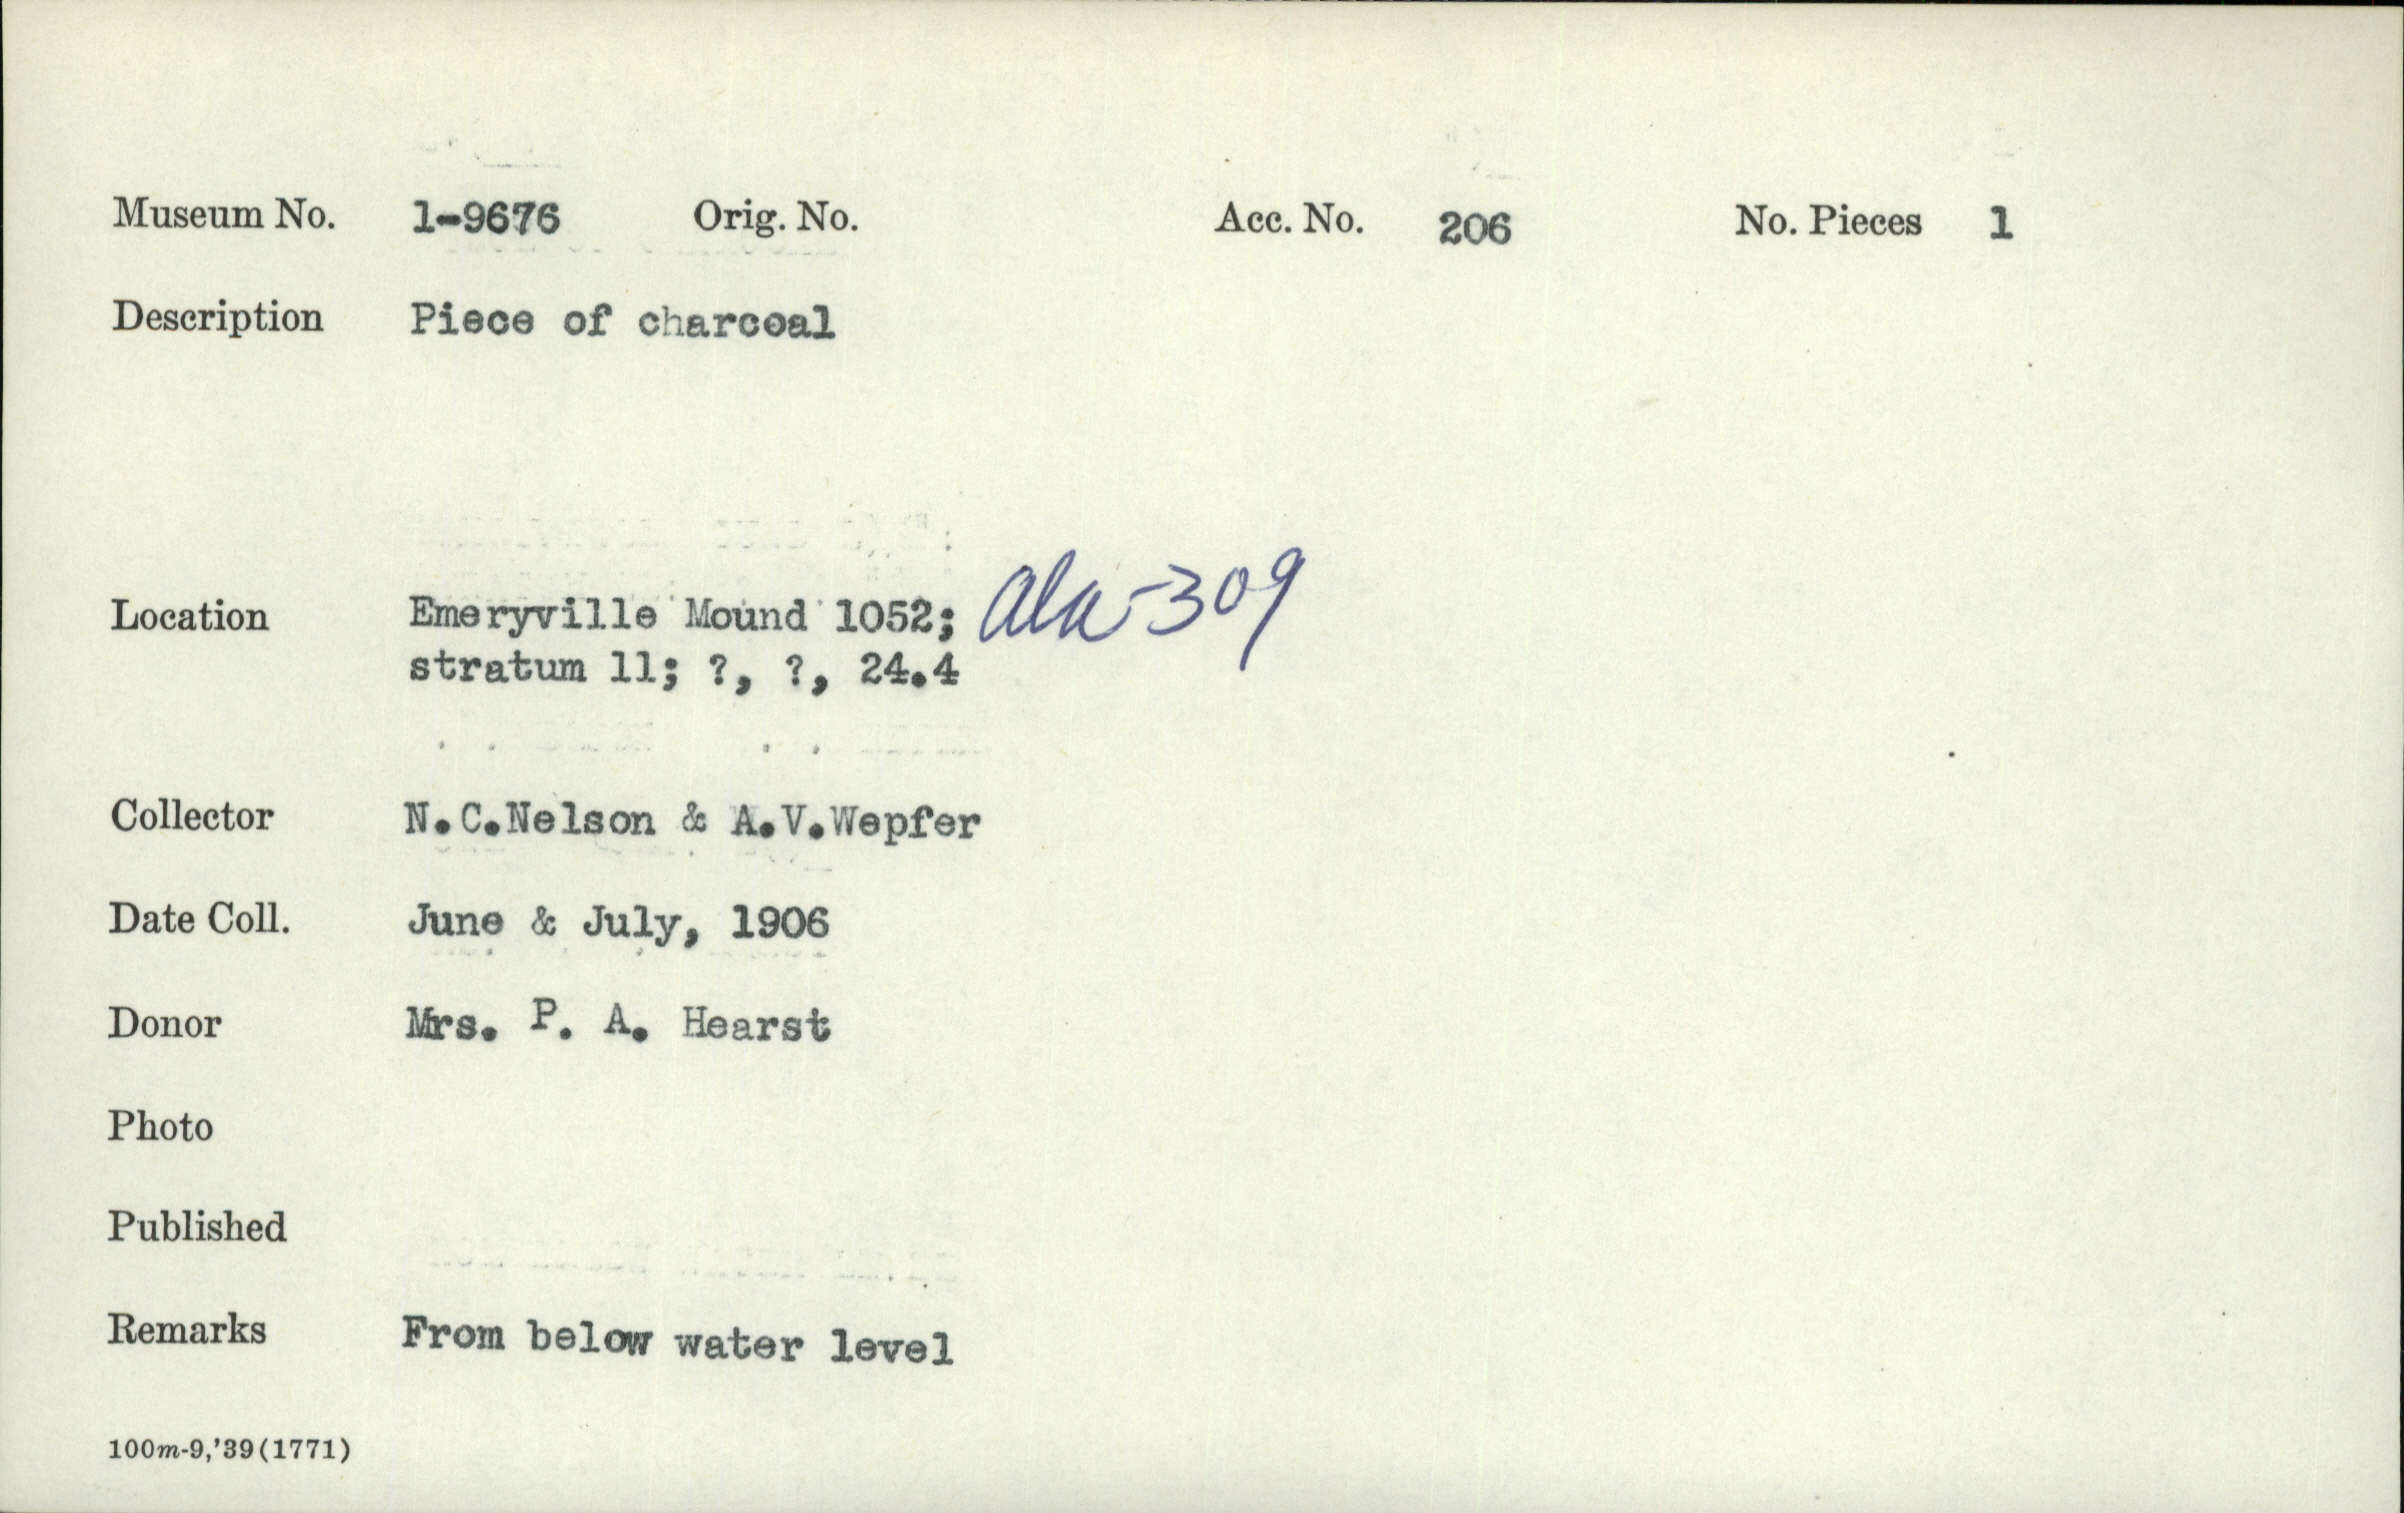 Museum No. 1-9676 Orig. No. Acc. No. 206 No. Pieces 1
Description Piece of charcoal
Location Emeryville Mound 1052; Ala-309
stratum 11; ?, ?, 24.4
Collector N.C.Nelson & A.V.Wepfer
Date Coll. June & July, 1906
Donor Mrs. P. A. Hearst
Photo
Published
Remarks From below water level
100m-9,'39(1771)